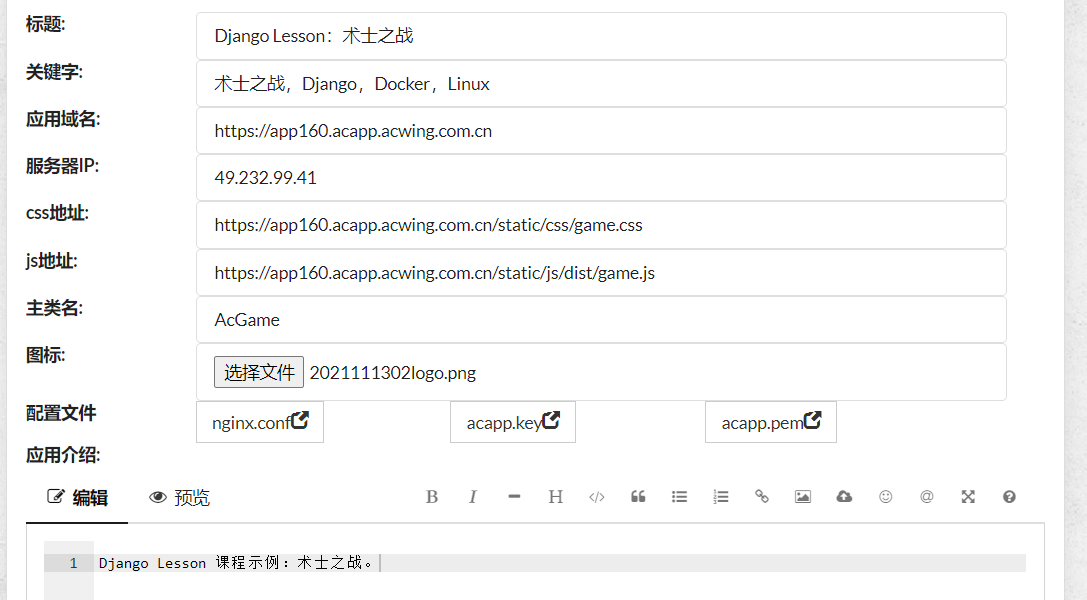 标题:
Django Lesson：术士之战
关键字:
术士之战，Django，Docker，Linux
应用域名:
https://app160.acapp.acwing.com.cn
服务器IP:
49.232.99.41
css地址:
https://app160.acapp.acwing.com.cn/static/css/game.css
js地址:
https://app160.acapp.acwing.com.cn/static/js/dist/game.js
主类名:
AcGame
图标:
选择文件 2021111302logo.png
配置文件
nginx.conf acapp.key acapp.pem
应用介绍:
编辑 预览 B I H </> @ ?
1 Django Lesson 课程示例：术士之战。